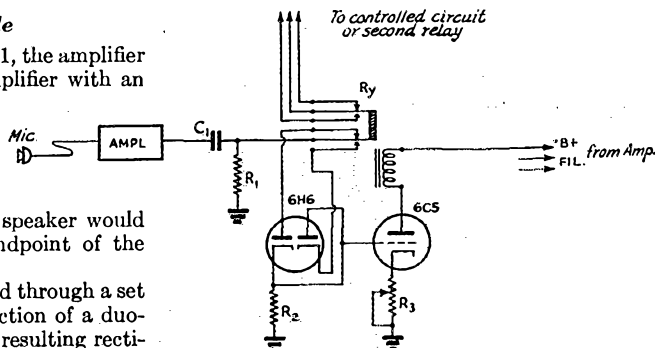 le
1, the amplifier
plifier with an
speaker would
ndpoint of the
d through a set
ction of a duo-
resulting recti-
To controlled circuit
or second relay
Ry
Mic.
AMPL
C1
R1
6H6
R2
6C5
R3
"B+
FIL.
from Amp.